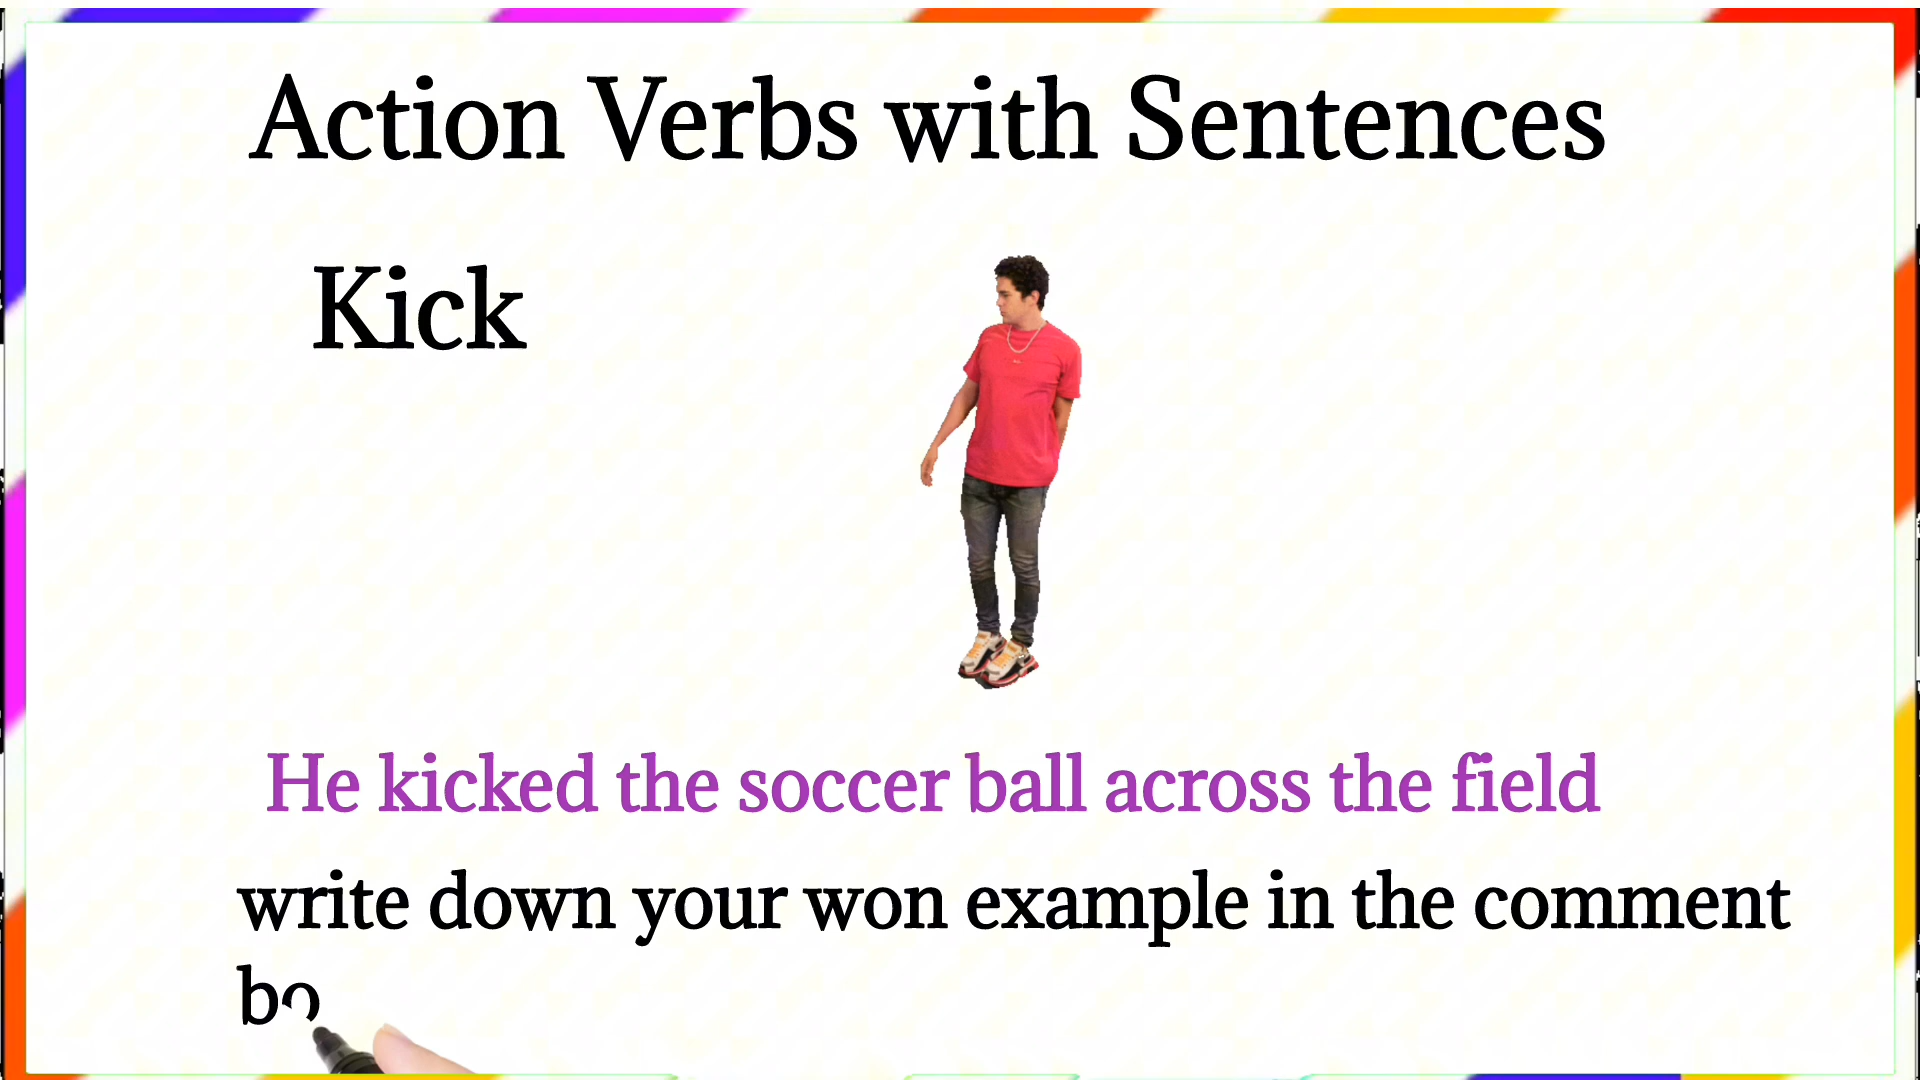 Action Verbs with Sentences
Kick
He kicked the soccer ball across the field
write down your won example in the comment
bo